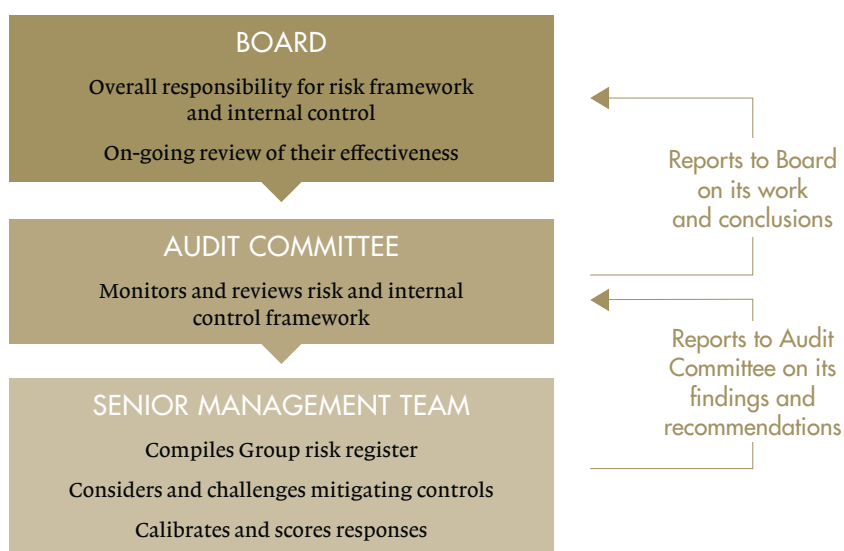 BOARD
Overall responsibility for risk framework
and internal control
On-going review of their effectiveness
Reports to Board
on its work
and conclusions
AUDIT COMMITTEE
Monitors and reviews risk and internal
control framework
Reports to Audit
Committee on its
findings and
recommendations
SENIOR MANAGEMENT TEAM
Compiles Group risk register
Considers and challenges mitigating controls
Calibrates and scores responses